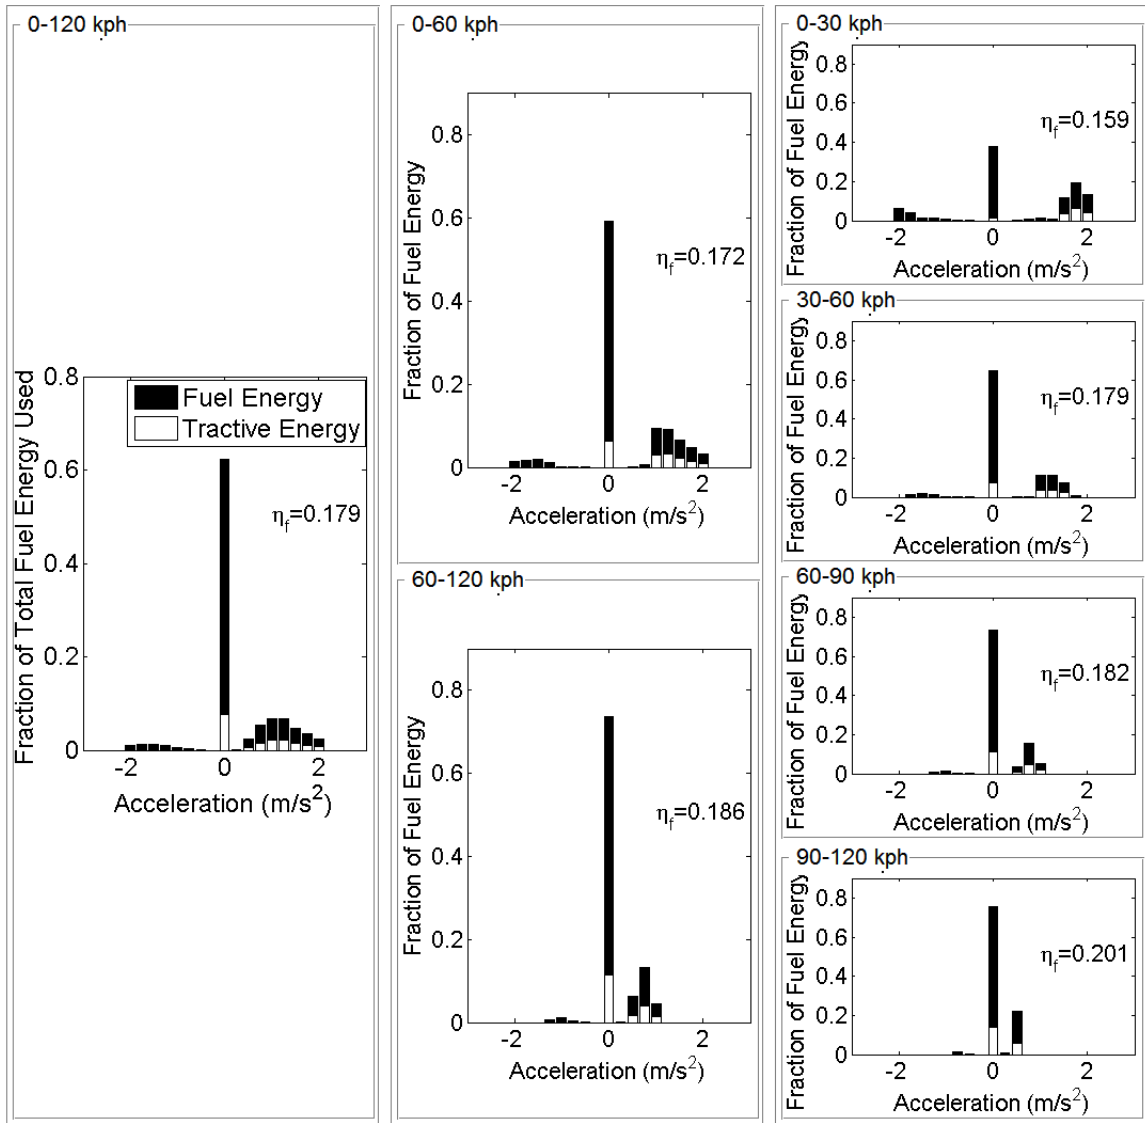 0-120 kph
Fraction of Total Fuel Energy Used
0.8
0.6
0.4
0.2
0
Fuel Energy
Tractive Energy
ηf=0.179
-2 0 2
Acceleration (m/s²)
0-60 kph
Fraction of Fuel Energy
0.8
0.6
0.4
0.2
0
ηf=0.172
-2 0 2
Acceleration (m/s²)
60-120 kph
Fraction of Fuel Energy
0.8
0.6
0.4
0.2
0
ηf=0.186
-2 0 2
Acceleration (m/s²)
0-30 kph
Fraction of Fuel Energy
0.8
0.6
0.4
0.2
0
ηf=0.159
-2 0 2
Acceleration (m/s²)
30-60 kph
Fraction of Fuel Energy
0.8
0.6
0.4
0.2
0
ηf=0.179
-2 0 2
Acceleration (m/s²)
60-90 kph
Fraction of Fuel Energy
0.8
0.6
0.4
0.2
0
ηf=0.182
-2 0 2
Acceleration (m/s²)
90-120 kph
Fraction of Fuel Energy
0.8
0.6
0.4
0.2
0
ηf=0.201
-2 0 2
Acceleration (m/s²)